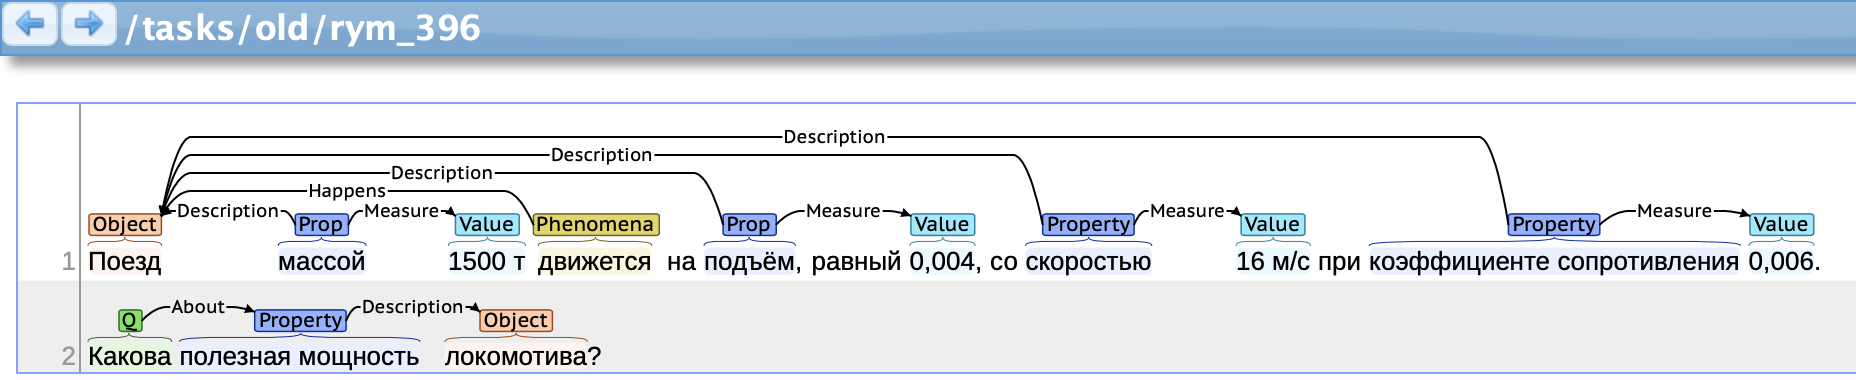 /tasks/old/rym_396
Description
Description
Description
Happens
Description Measure Measure Measure Measure
Object Prop Value Phenomena Prop Value Property Value Property Value
1 Поезд массой 1500 т движется на подъём, равный 0,004, со скоростью 16 м/с при коэффициенте сопротивления 0,006.
About Description
Q Property Object
2 Какова полезная мощность локомотива?